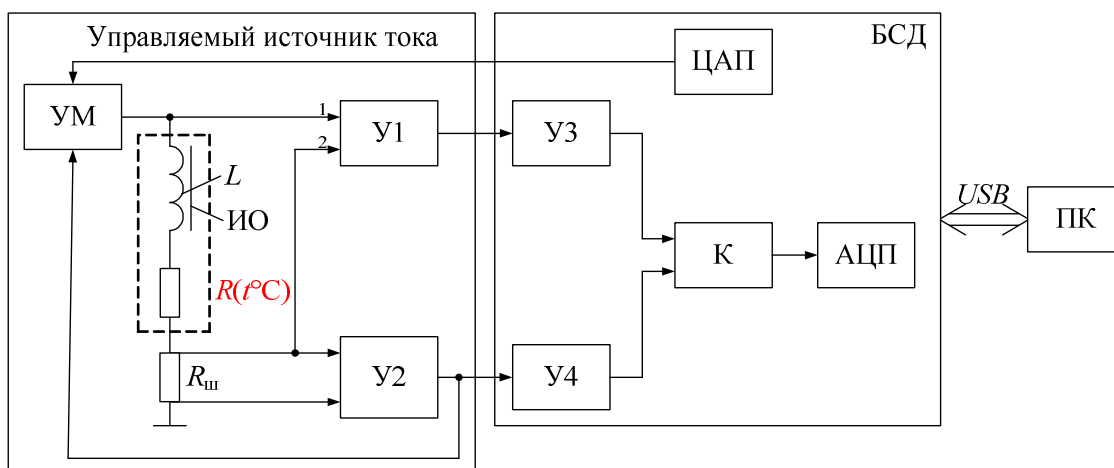 Управляемый источник тока
БСД
ЦАП
УМ
1
2
У1
У3
L
ИО
USB
ПК
К
АЦП
R(t°C)
Rш
У2
У4